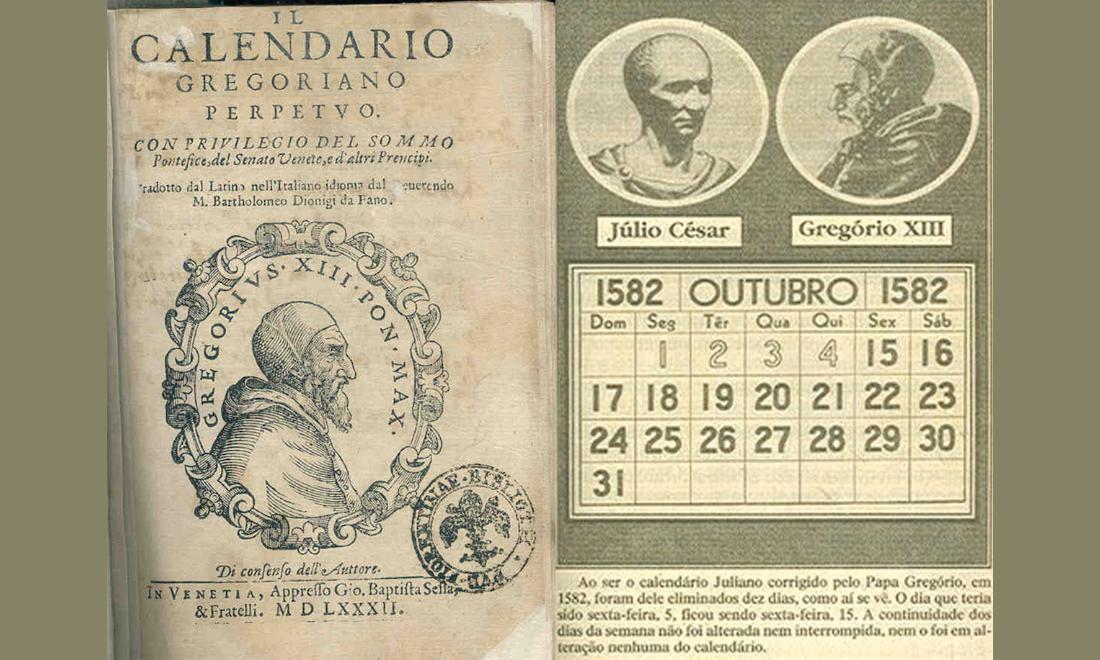 IL
CALENDARIO
GREGORIANO
PERPETVO.
CON PRIVILEGIO DEL SOMMO
Pontefice, del Senato Veneto, e d'altri Prencipi.
dal Latino nell'Italiano idioma dal
M. Bartholomeo Dionigi da Fano.
GREGORIVS· XIII· PON· MAX.
Di consenso dell'Auttore.
IN VENETIA, Appresso Gio. Baptista Sessa,
& Fratelli. M D LXXXII.
Júlio César
Gregório XIII
1582 OUTUBRO 1582
Dom Seg Têr Qua Qui Sex Sáb
1 2 3 4 15 16
17 18 19 20 21 22 23
24 25 26 27 28 29 30
31
Ao ser o calendário Juliano corrigido pelo Papa Gregório, em
1582, foram dele eliminados dez dias, como aí se vê. O dia que teria
sido sexta-feira, 5, ficou sendo sexta-feira, 15. A continuidade dos
dias da semana não foi alterada nem interrompida, nem o foi em al-
teração nenhuma do calendário.